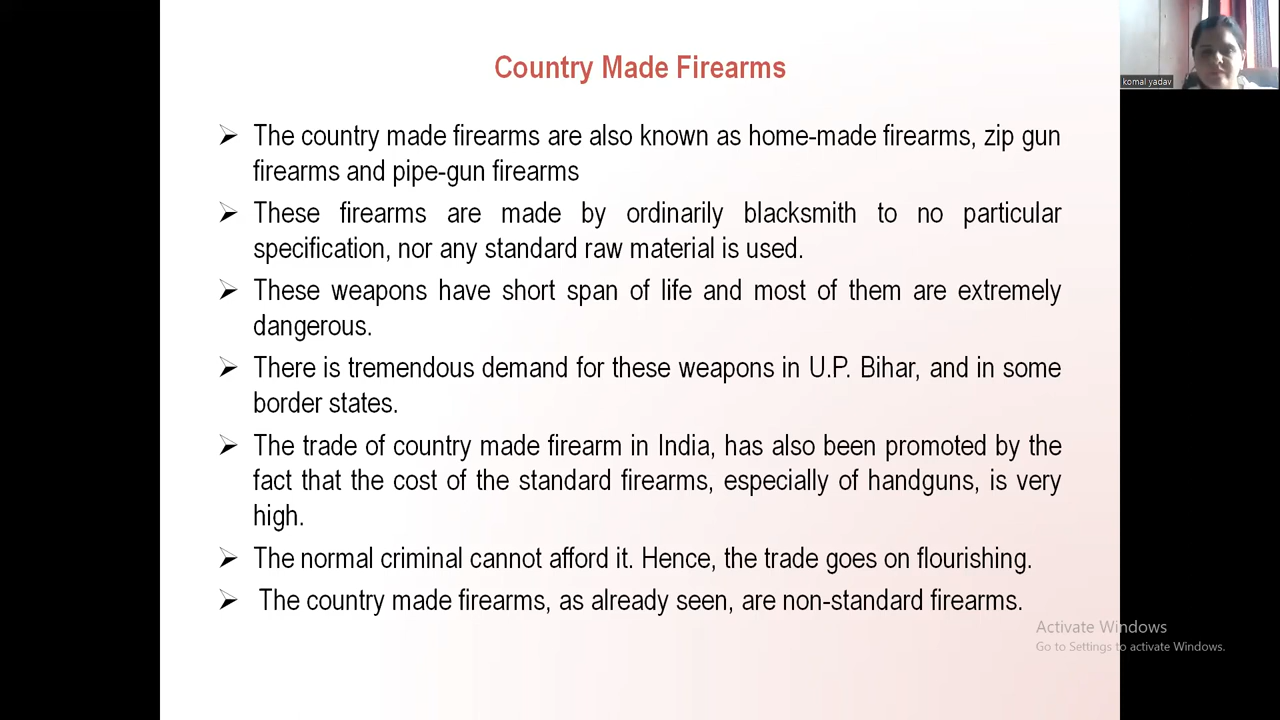 Country Made Firearms
komal yadav
➢ The country made firearms are also known as home-made firearms, zip gun
firearms and pipe-gun firearms
➢ These firearms are made by ordinarily blacksmith to no particular
specification, nor any standard raw material is used.
➢ These weapons have short span of life and most of them are extremely
dangerous.
➢ There is tremendous demand for these weapons in U.P. Bihar, and in some
border states.
➢ The trade of country made firearm in India, has also been promoted by the
fact that the cost of the standard firearms, especially of handguns, is very
high.
➢ The normal criminal cannot afford it. Hence, the trade goes on flourishing.
➢ The country made firearms, as already seen, are non-standard firearms.
Activate Windows
Go to Settings to activate Windows.